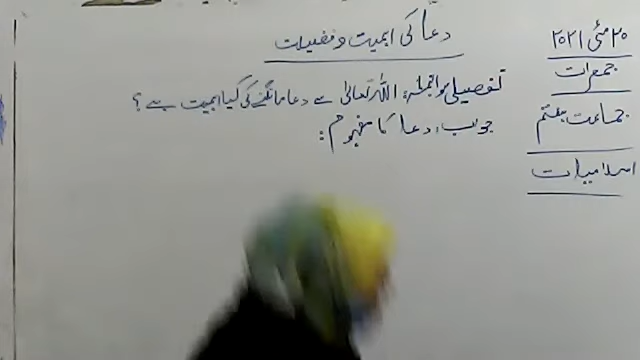 ۲۰ مئی ۲۰۲۱
جمعرات
جماعت ہشتم
اسلامیات
دعا کی اہمیت و فضیلت
تفصیلی سوالات: اللہ تعالیٰ سے دعا مانگنے کی کیا اہمیت ہے؟
جواب: دعا کا مفہوم: